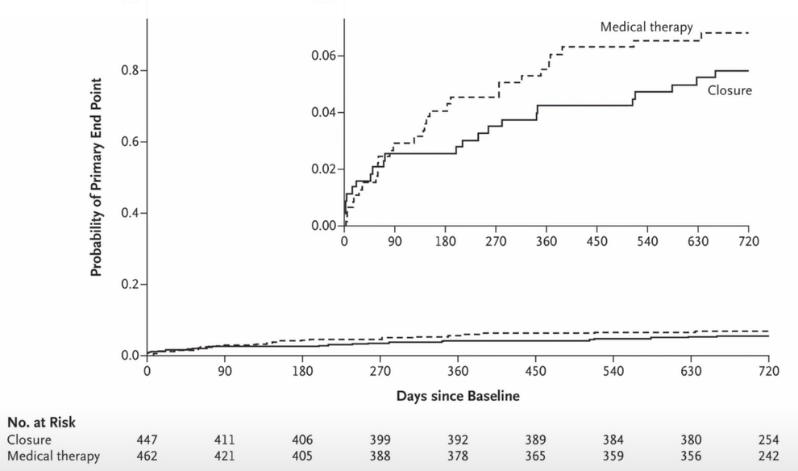 Probability of Primary End Point
0.8
0.6
0.4
0.2
0.0
0 90 180 270 360 450 540 630 720
Days since Baseline
0.06
0.04
0.02
0.00
0 90 180 270 360 450 540 630 720
Medical therapy
Closure
No. at Risk
Closure 447 411 406 399 392 389 384 380 254
Medical therapy 462 421 405 388 378 365 359 356 242